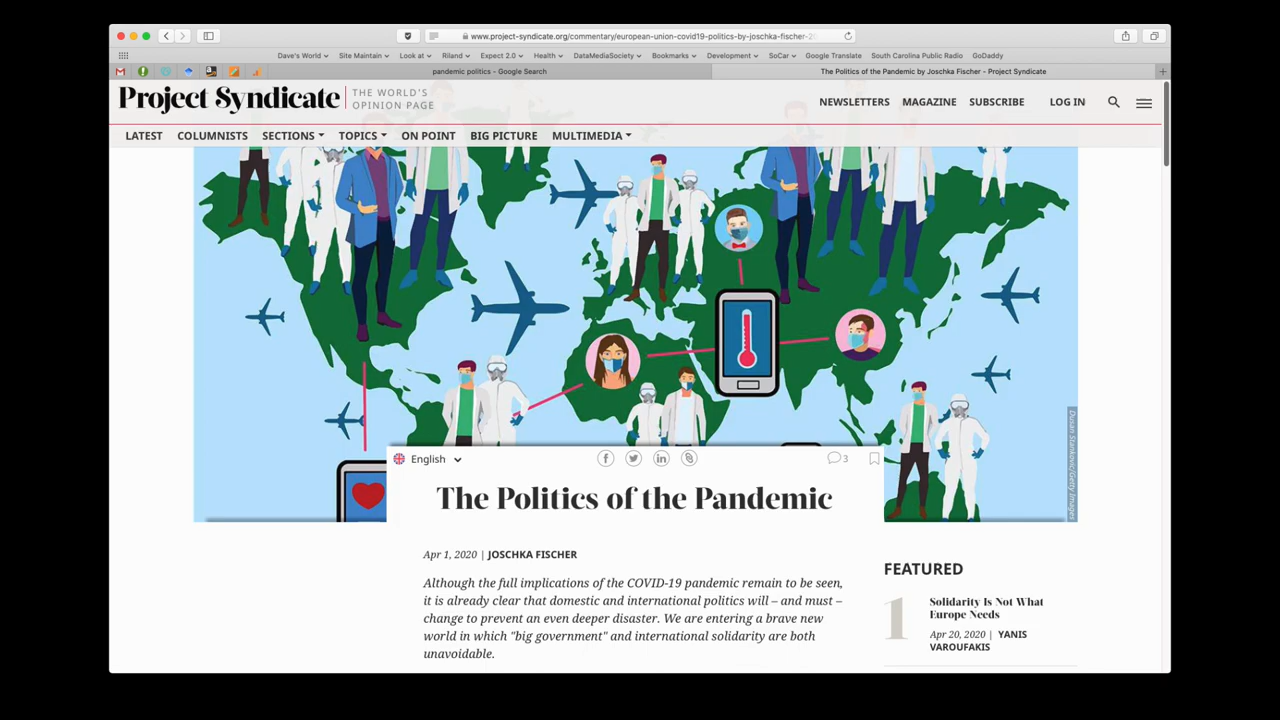 www.project-syndicate.org/commentary/european-union-covid19-politics-by-joschka-fischer-20
Dave's World Site Maintain Look at Riland Expect 2.0 Health DataMediaSociety Bookmarks Development SoCar Google Translate South Carolina Public Radio GoDaddy
pandemic politics - Google Search
The Politics of the Pandemic by Joschka Fischer - Project Syndicate
Project Syndicate
THE WORLD'S
OPINION PAGE
NEWSLETTERS MAGAZINE SUBSCRIBE LOG IN
LATEST COLUMNISTS SECTIONS TOPICS ON POINT BIG PICTURE MULTIMEDIA
Dusan Stankovic/Getty Images
English
3
The Politics of the Pandemic
Apr 1, 2020 | JOSCHKA FISCHER
Although the full implications of the COVID-19 pandemic remain to be seen,
it is already clear that domestic and international politics will – and must –
change to prevent an even deeper disaster. We are entering a brave new
world in which "big government" and international solidarity are both
unavoidable.
FEATURED
1
Solidarity Is Not What
Europe Needs
Apr 20, 2020 | YANIS
VAROUFAKIS